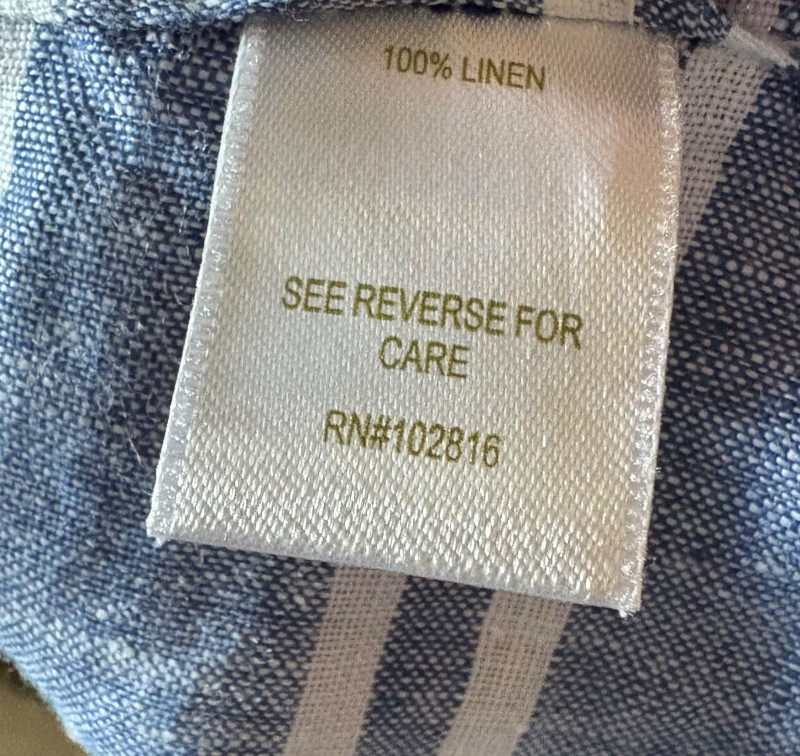 100% LINEN
SEE REVERSE FOR
CARE
RN#102816